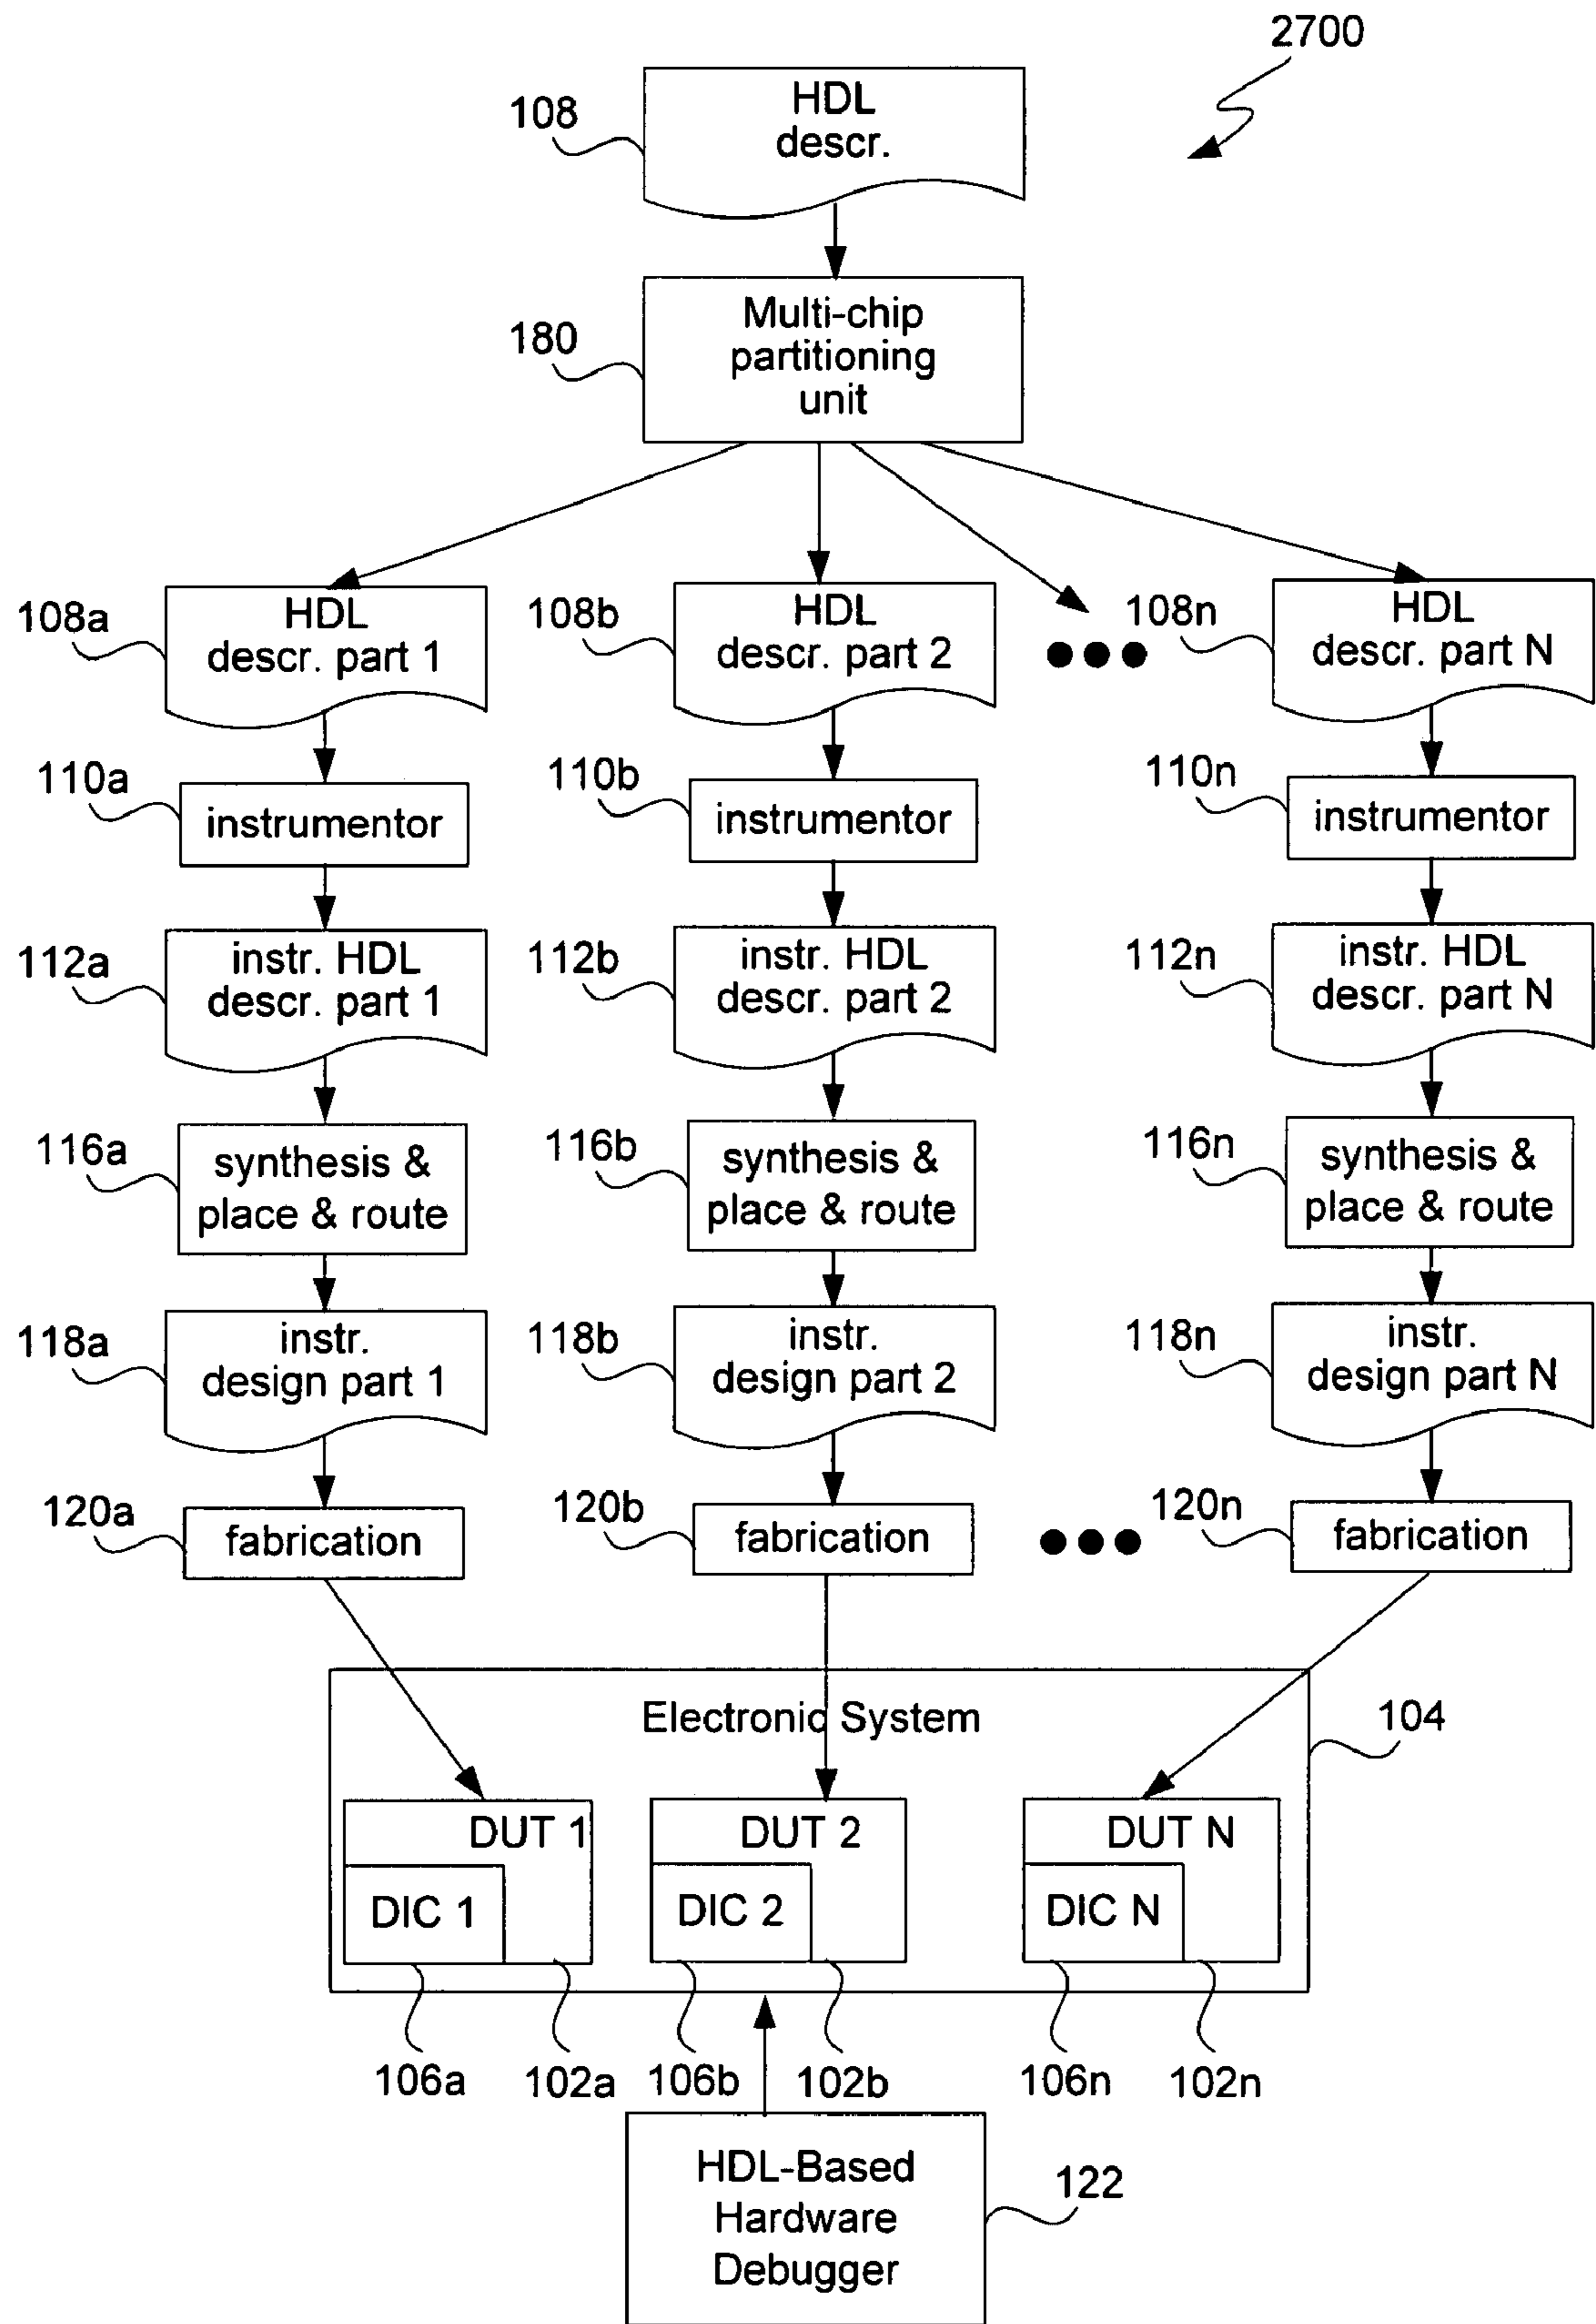 2700
108
HDL
descr.
180
Multi-chip
partitioning
unit
108a
HDL
descr. part 1
108b
HDL
descr. part 2
108n
HDL
descr. part N
110a
instrumentor
110b
instrumentor
110n
instrumentor
112a
instr. HDL
descr. part 1
112b
instr. HDL
descr. part 2
112n
instr. HDL
descr. part N
116a
synthesis &
place & route
116b
synthesis &
place & route
116n
synthesis &
place & route
118a
instr.
design part 1
118b
instr.
design part 2
118n
instr.
design part N
120a
fabrication
120b
fabrication
120n
fabrication
Electronic System
104
DUT 1
DIC 1
DUT 2
DIC 2
DUT N
DIC N
106a
102a
106b
102b
106n
102n
HDL-Based
Hardware
Debugger
122